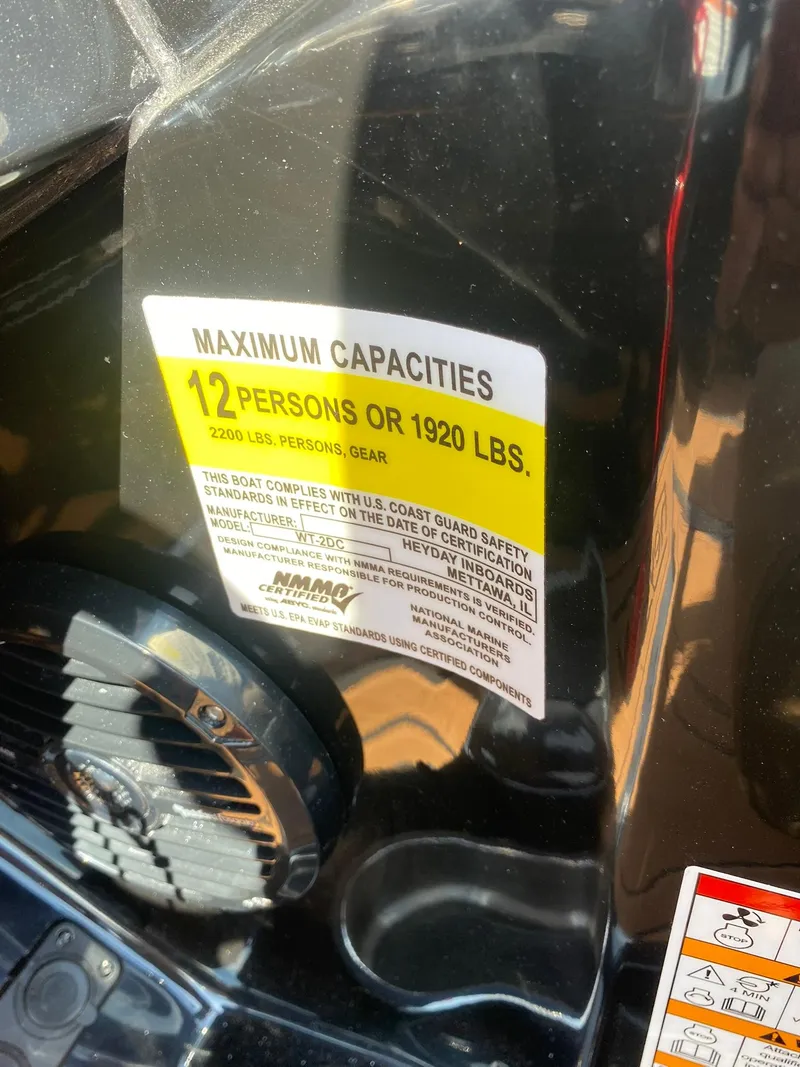 MAXIMUM CAPACITIES
12 PERSONS OR 1920 LBS.
2200 LBS. PERSONS, GEAR
THIS BOAT COMPLIES WITH U.S. COAST GUARD SAFETY
STANDARDS IN EFFECT ON THE DATE OF CERTIFICATION
MANUFACTURER: HEYDAY INBOARDS
MODEL: WT-2DC METTAWA, IL
DESIGN COMPLIANCE WITH NMMA REQUIREMENTS IS VERIFIED.
MANUFACTURER RESPONSIBLE FOR PRODUCTION CONTROL.
NMMA
CERTIFIED
using ABYC standards
NATIONAL MARINE
MANUFACTURERS
ASSOCIATION
MEETS U.S. EPA EVAP STANDARDS USING CERTIFIED COMPONENTS
STOP
4 MIN
STOP